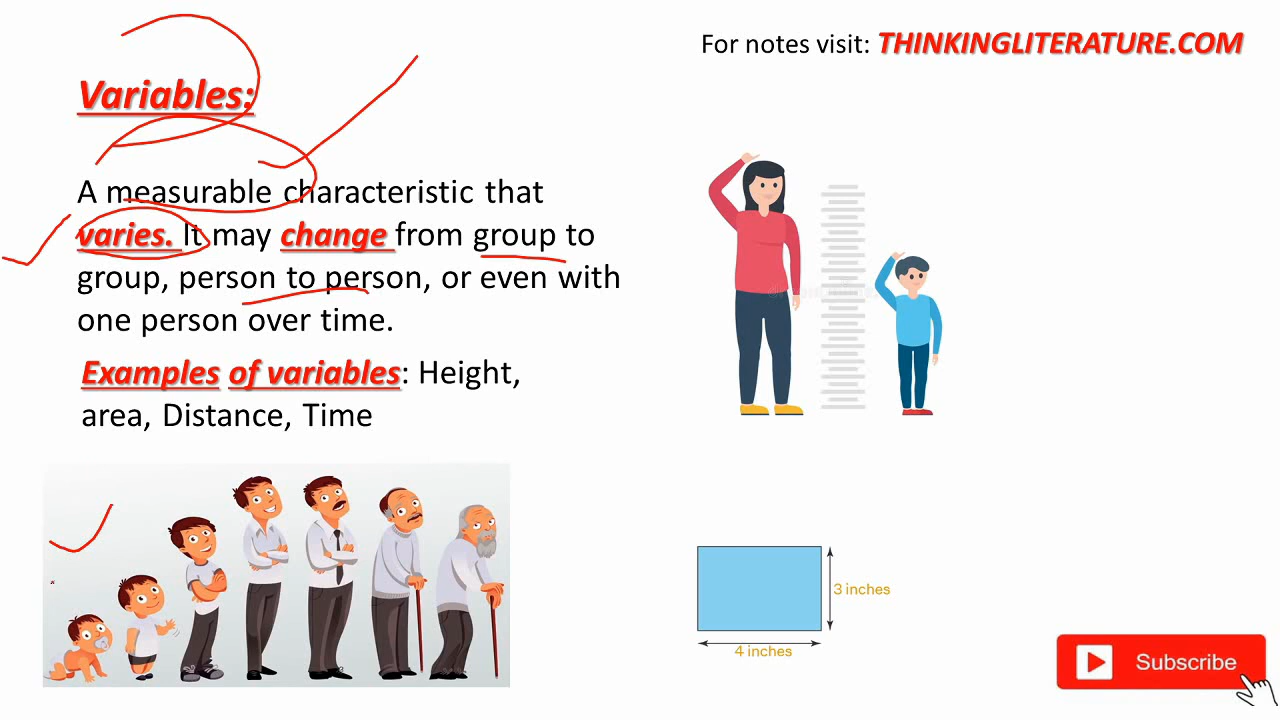 For notes visit: THINKINGLITERATURE.COM
Variables:
A measurable characteristic that
varies. It may change from group to
group, person to person, or even with
one person over time.
Examples of variables: Height,
area, Distance, Time
3 inches
4 inches
Subscribe